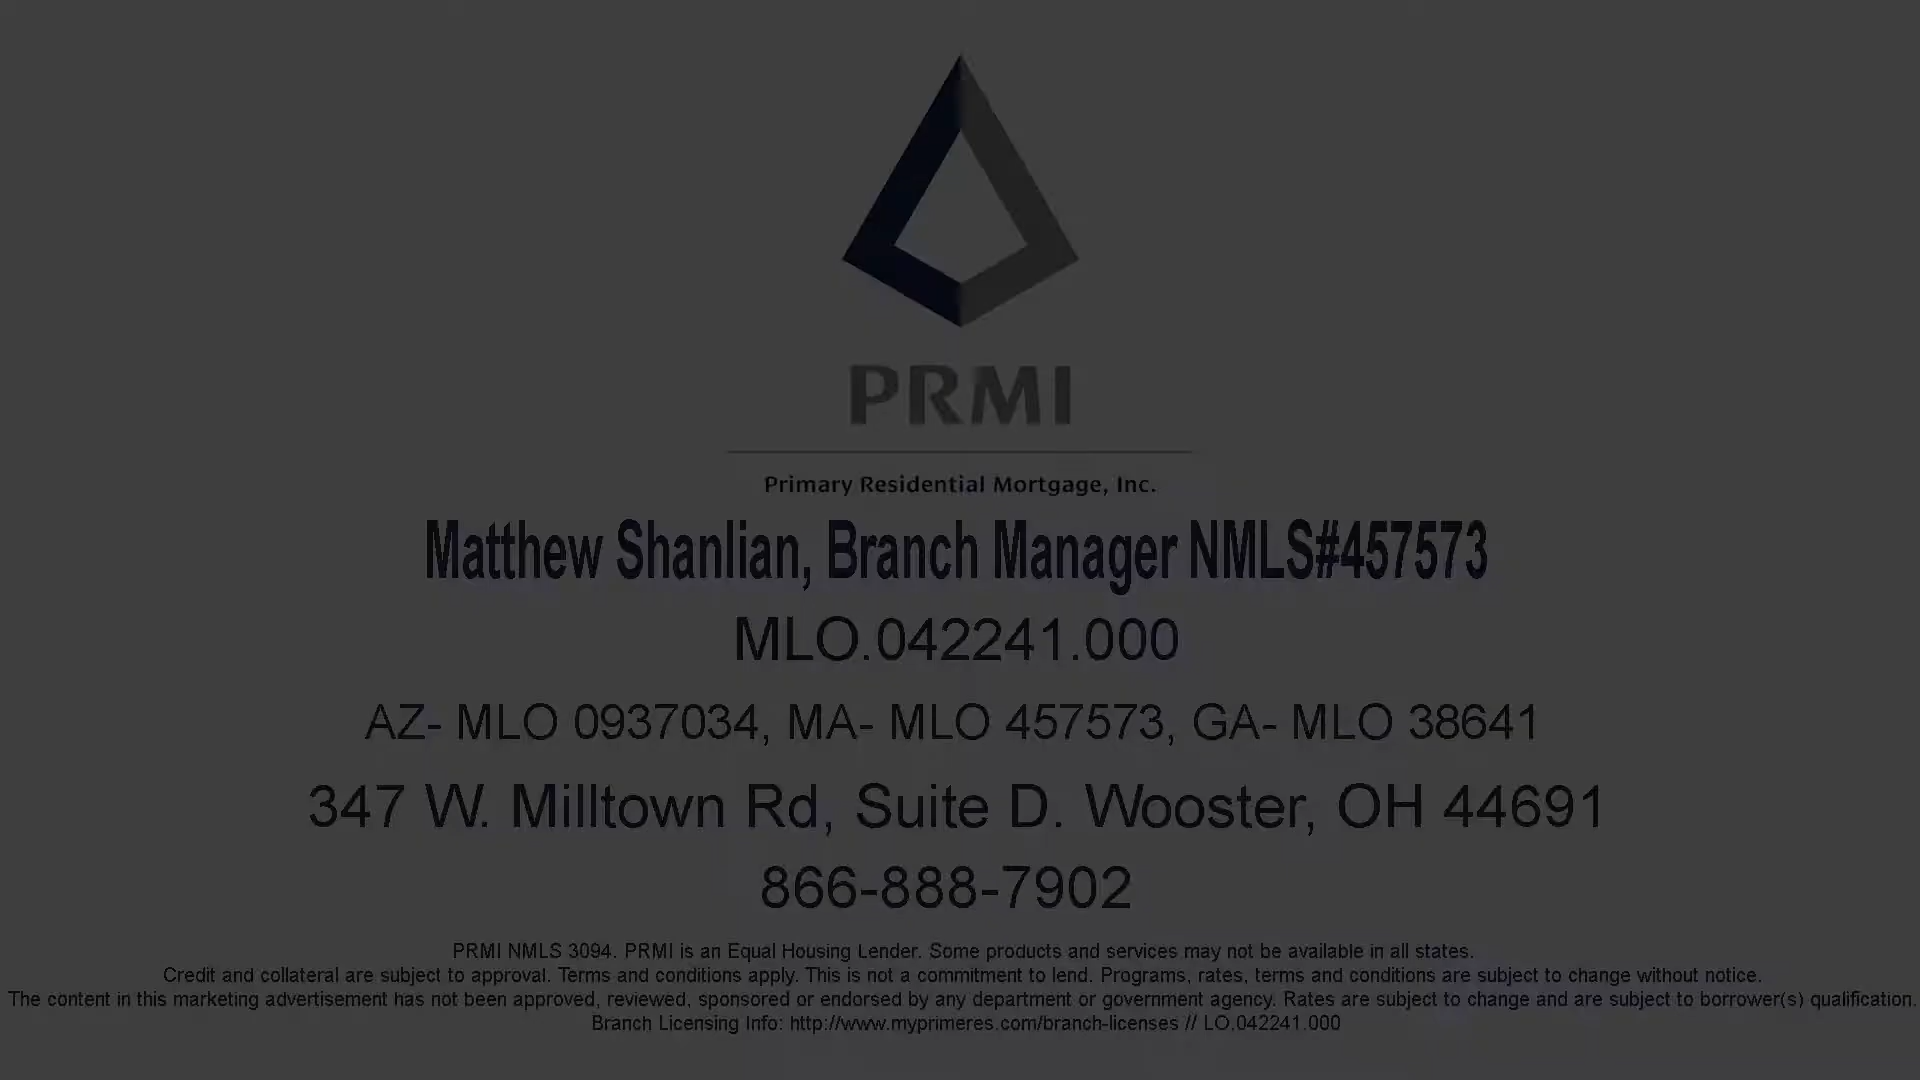 PRMI
Primary Residential Mortgage, Inc.
Matthew Shanlian, Branch Manager NMLS#457573
MLO.042241.000
AZ- MLO 0937034, MA- MLO 457573, GA- MLO 38641
347 W. Milltown Rd, Suite D. Wooster, OH 44691
866-888-7902
PRMI NMLS 3094. PRMI is an Equal Housing Lender. Some products and services may not be available in all states.
Credit and collateral are subject to approval. Terms and conditions apply. This is not a commitment to lend. Programs, rates, terms and conditions are subject to change without notice.
The content in this marketing advertisement has not been approved, reviewed, sponsored or endorsed by any department or government agency. Rates are subject to change and are subject to borrower(s) qualification.
Branch Licensing Info: http://www.myprimeres.com/branch-licenses // LO.042241.000